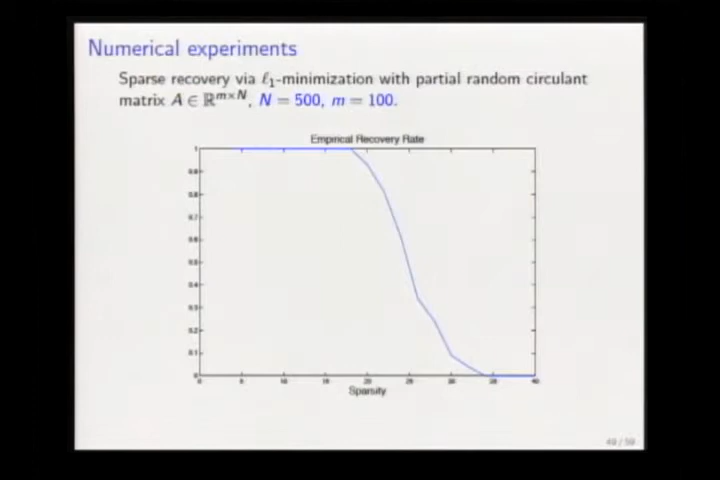 Numerical experiments
Sparse recovery via ℓ₁-minimization with partial random circulant
matrix A ∈ ℝ^{m×N}, N = 500, m = 100.
Empirical Recovery Rate
1
0.9
0.8
0.7
0.6
0.5
0.4
0.3
0.2
0.1
0
0 5 10 15 20 25 30 35 40
Sparsity